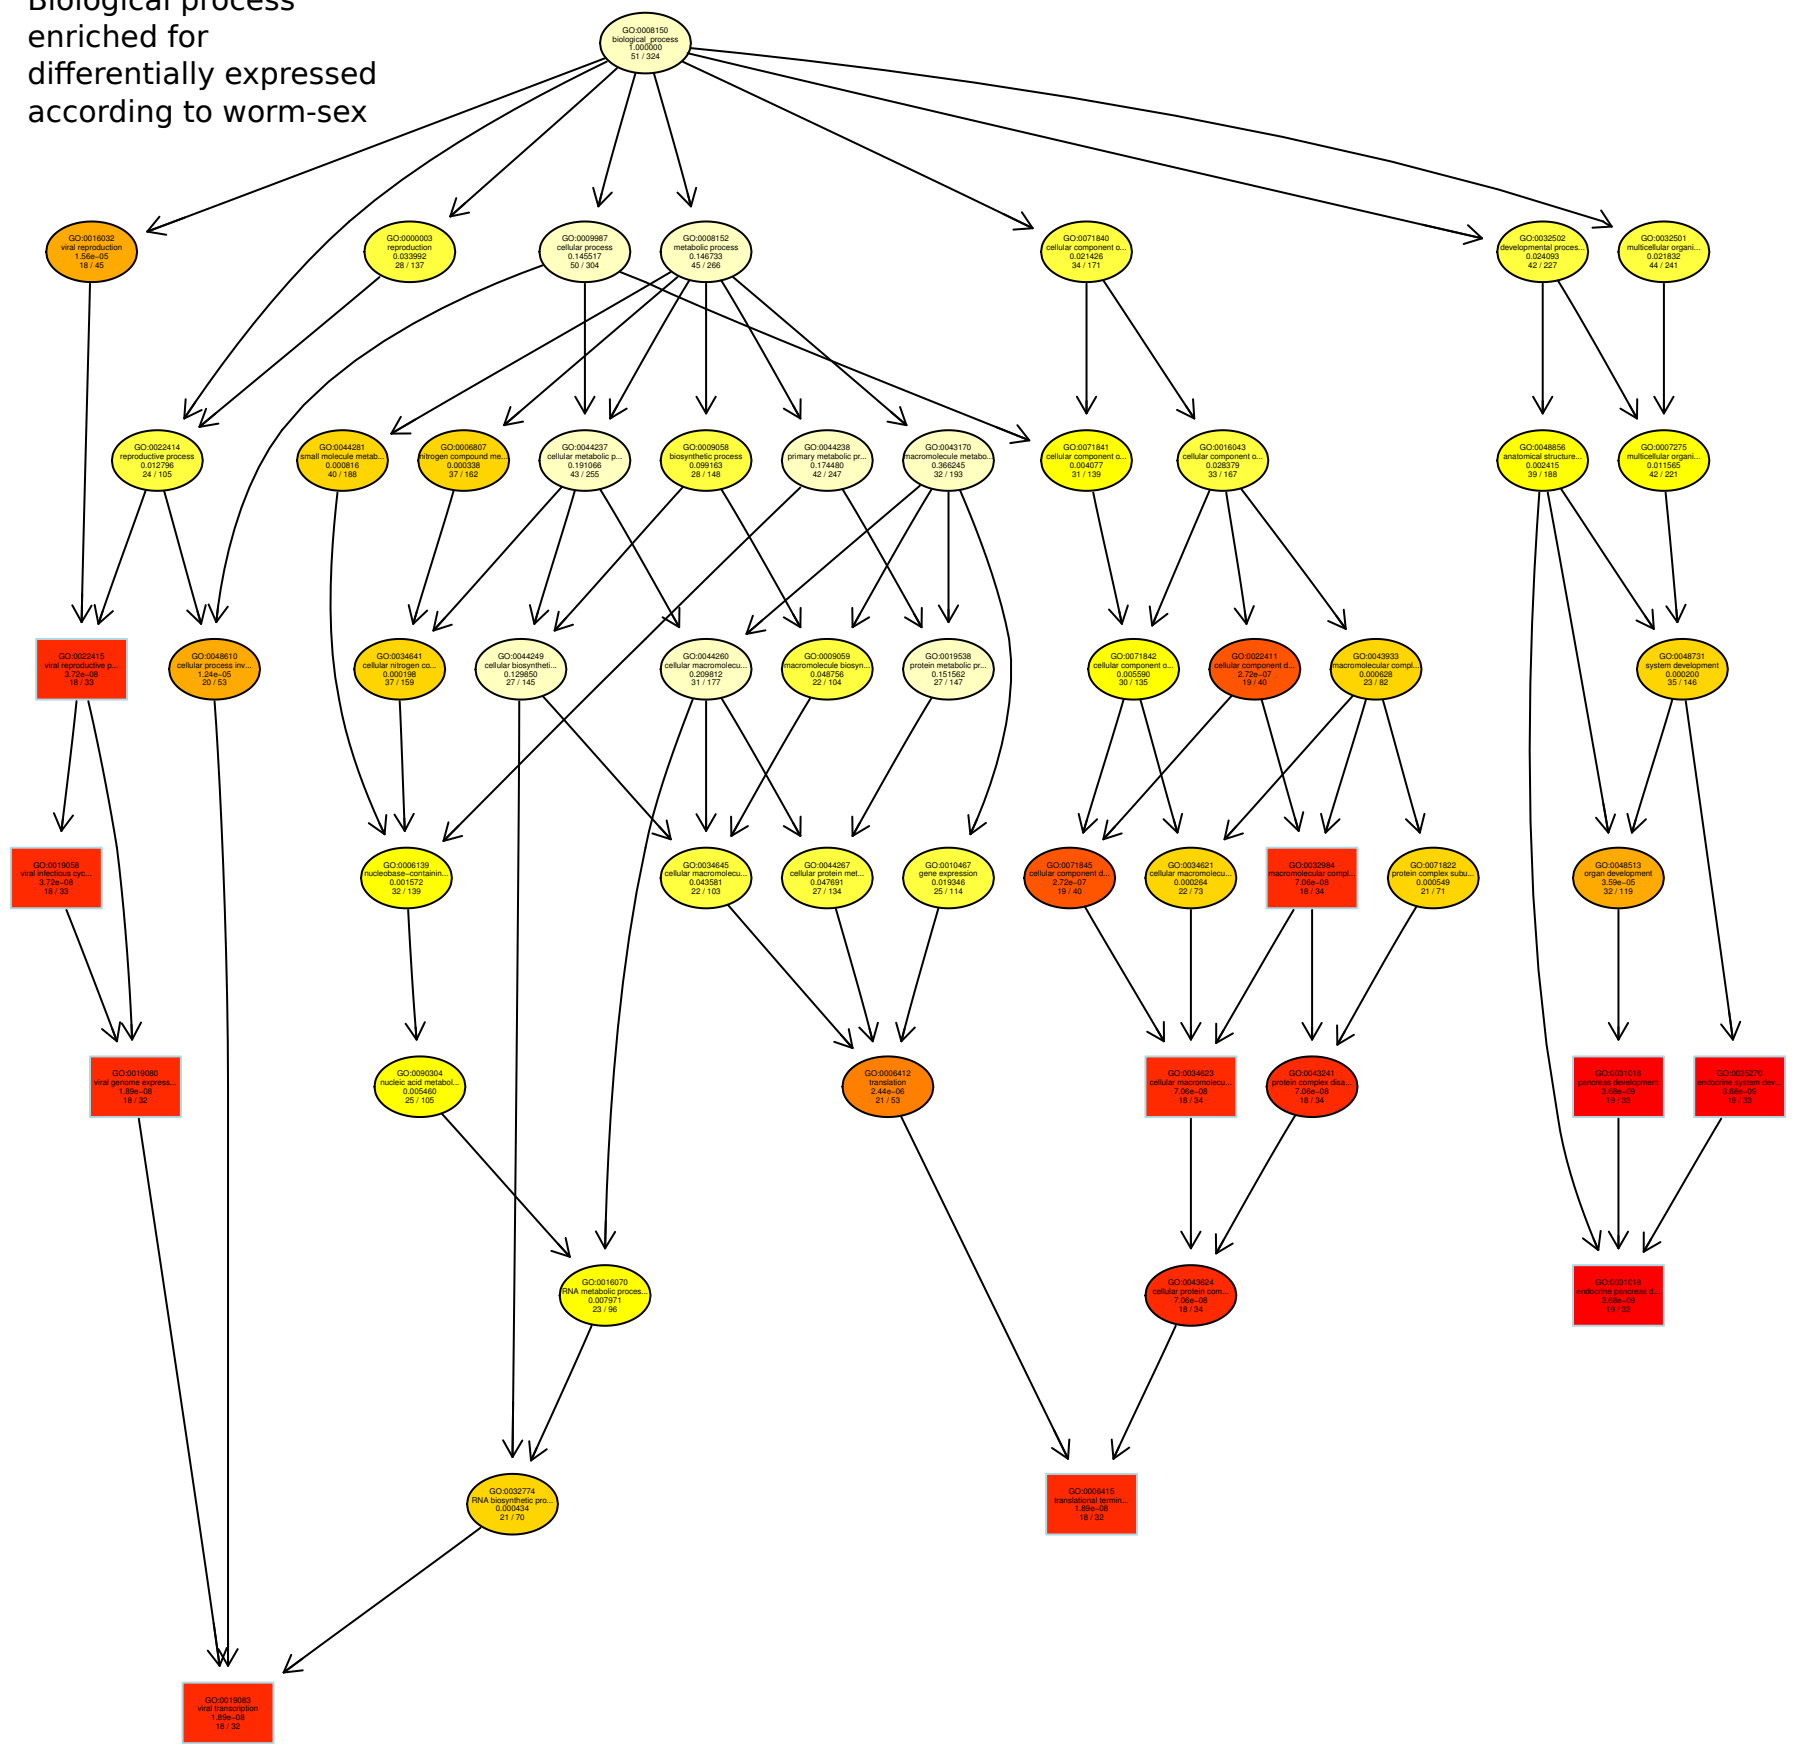 Biological process
enriched for
differentially expressed
according to worm-sex
GO:0008150
biological_process
1.000000
51 / 324
GO:0016032
viral reproduction
1.56e−05
18 / 45
GO:0000003
reproduction
0.033992
28 / 137
GO:0009987
cellular process
0.145517
50 / 304
GO:0008152
metabolic process
0.146733
45 / 266
GO:0071840
cellular component o...
0.021426
34 / 171
GO:0032502
developmental proces...
0.024093
42 / 227
GO:0032501
multicellular organi...
0.021832
44 / 241
GO:0022414
reproductive process
0.012796
24 / 105
GO:0044281
small molecule metab...
0.000816
40 / 188
GO:0006807
nitrogen compound me...
0.000338
37 / 162
GO:0044237
cellular metabolic p...
0.191066
43 / 255
GO:0009058
biosynthetic process
0.099163
28 / 148
GO:0044238
primary metabolic pr...
0.174480
42 / 247
GO:0043170
macromolecule metabo...
0.366245
32 / 193
GO:0071841
cellular component o...
0.004077
31 / 139
GO:0016043
cellular component o...
0.028379
33 / 167
GO:0048856
anatomical structure...
0.002415
39 / 188
GO:0007275
multicellular organi...
0.011565
42 / 221
GO:0022415
viral reproductive p...
3.72e−08
18 / 33
GO:0048610
cellular process inv...
1.24e−05
20 / 53
GO:0034641
cellular nitrogen co...
0.000198
37 / 159
GO:0044249
cellular biosyntheti...
0.129850
27 / 145
GO:0044260
cellular macromolecu...
0.209812
31 / 177
GO:0009059
macromolecule biosyn...
0.048756
22 / 104
GO:0019538
protein metabolic pr...
0.151562
27 / 147
GO:0071842
cellular component o...
0.005590
30 / 135
GO:0022411
cellular component d...
2.72e−07
19 / 40
GO:0043933
macromolecular compl...
0.000628
23 / 82
GO:0048731
system development
0.000200
35 / 146
GO:0019058
viral infectious cyc...
3.72e−08
18 / 33
GO:0006139
nucleobase−containin...
0.001572
32 / 139
GO:0034645
cellular macromolecu...
0.043581
22 / 103
GO:0044267
cellular protein met...
0.047691
27 / 134
GO:0010467
gene expression
0.019346
25 / 114
GO:0071845
cellular component d...
2.72e−07
19 / 40
GO:0034621
cellular macromolecu...
0.000264
22 / 73
GO:0032984
macromolecular compl...
7.06e−08
18 / 34
GO:0071822
protein complex subu...
0.000549
21 / 71
GO:0048513
organ development
3.59e−05
32 / 119
GO:0019080
viral genome express...
1.89e−08
18 / 32
GO:0090304
nucleic acid metabol...
0.005460
25 / 105
GO:0006412
translation
2.44e−06
21 / 53
GO:0034623
cellular macromolecu...
7.06e−08
18 / 34
GO:0043241
protein complex disa...
7.06e−08
18 / 34
GO:0031016
pancreas development
3.68e−09
19 / 33
GO:0035270
endocrine system dev...
3.68e−09
19 / 33
GO:0016070
RNA metabolic proces...
0.007971
23 / 96
GO:0043624
cellular protein com...
7.06e−08
18 / 34
GO:0031018
endocrine pancreas d...
3.68e−09
19 / 33
GO:0032774
RNA biosynthetic pro...
0.000434
21 / 70
GO:0006415
translational termin...
1.89e−08
18 / 32
GO:0019083
viral transcription
1.89e−08
18 / 32